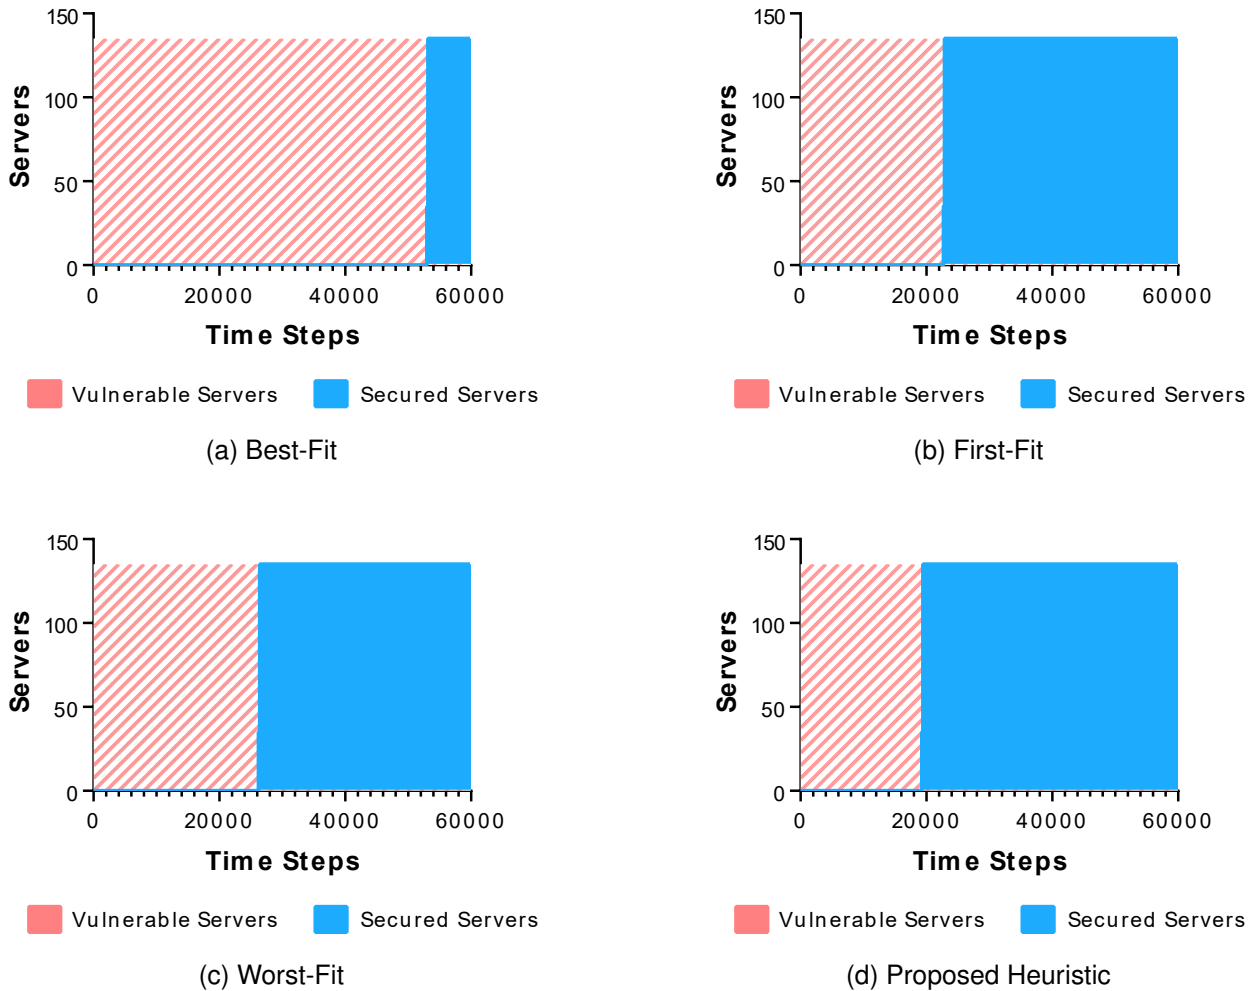 150
100
50
0
Servers
0 20000 40000 60000
Time Steps
Vulnerable Servers Secured Servers
(a) Best-Fit
150
100
50
0
Servers
0 20000 40000 60000
Time Steps
Vulnerable Servers Secured Servers
(b) First-Fit
150
100
50
0
Servers
0 20000 40000 60000
Time Steps
Vulnerable Servers Secured Servers
(c) Worst-Fit
150
100
50
0
Servers
0 20000 40000 60000
Time Steps
Vulnerable Servers Secured Servers
(d) Proposed Heuristic